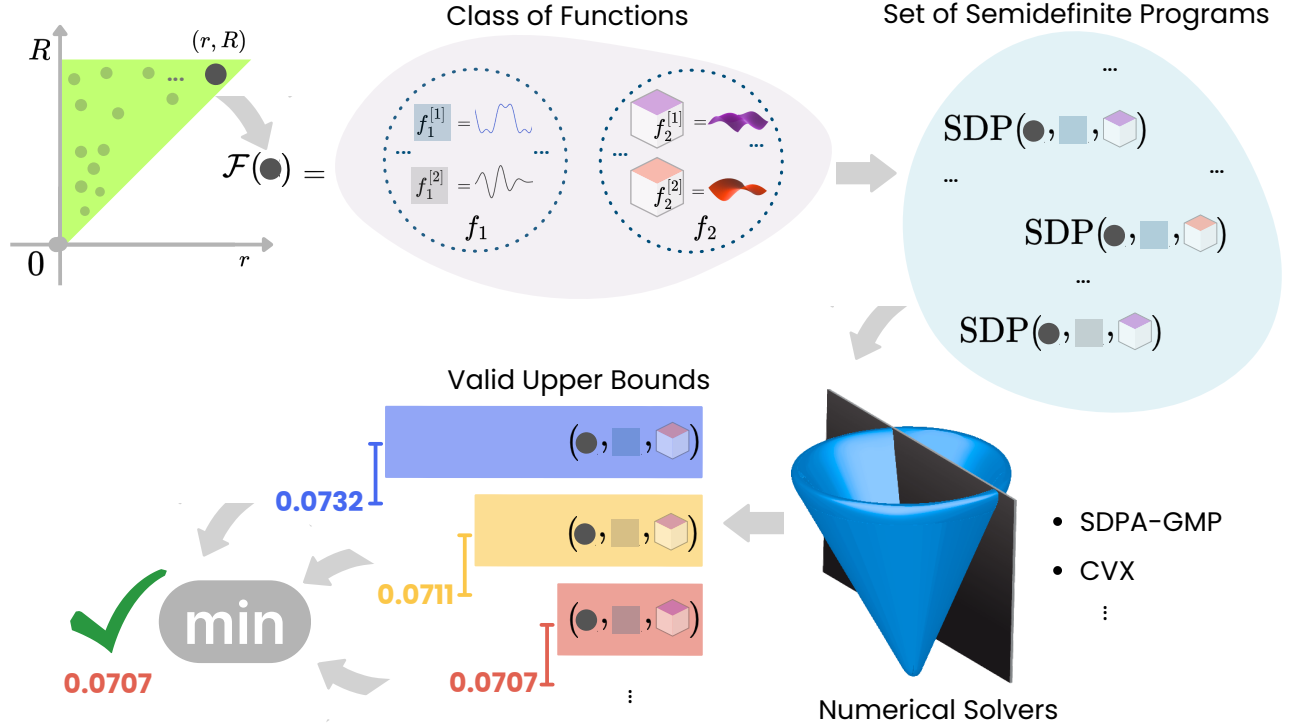 Class of Functions
Set of Semidefinite Programs
R
(r, R)
...
0
r
𝓕(●) =
f₁^[1] =
...
...
f₁^[2] =
f₁
f₂^[1] =
...
...
f₂^[2] =
f₂
...
SDP( , , )
...
...
SDP( , , )
...
SDP( , , )
Valid Upper Bounds
( , , )
0.0732
( , , )
0.0711
( , , )
0.0707
⋮
min
0.0707
• SDPA-GMP
• CVX
⋮
Numerical Solvers